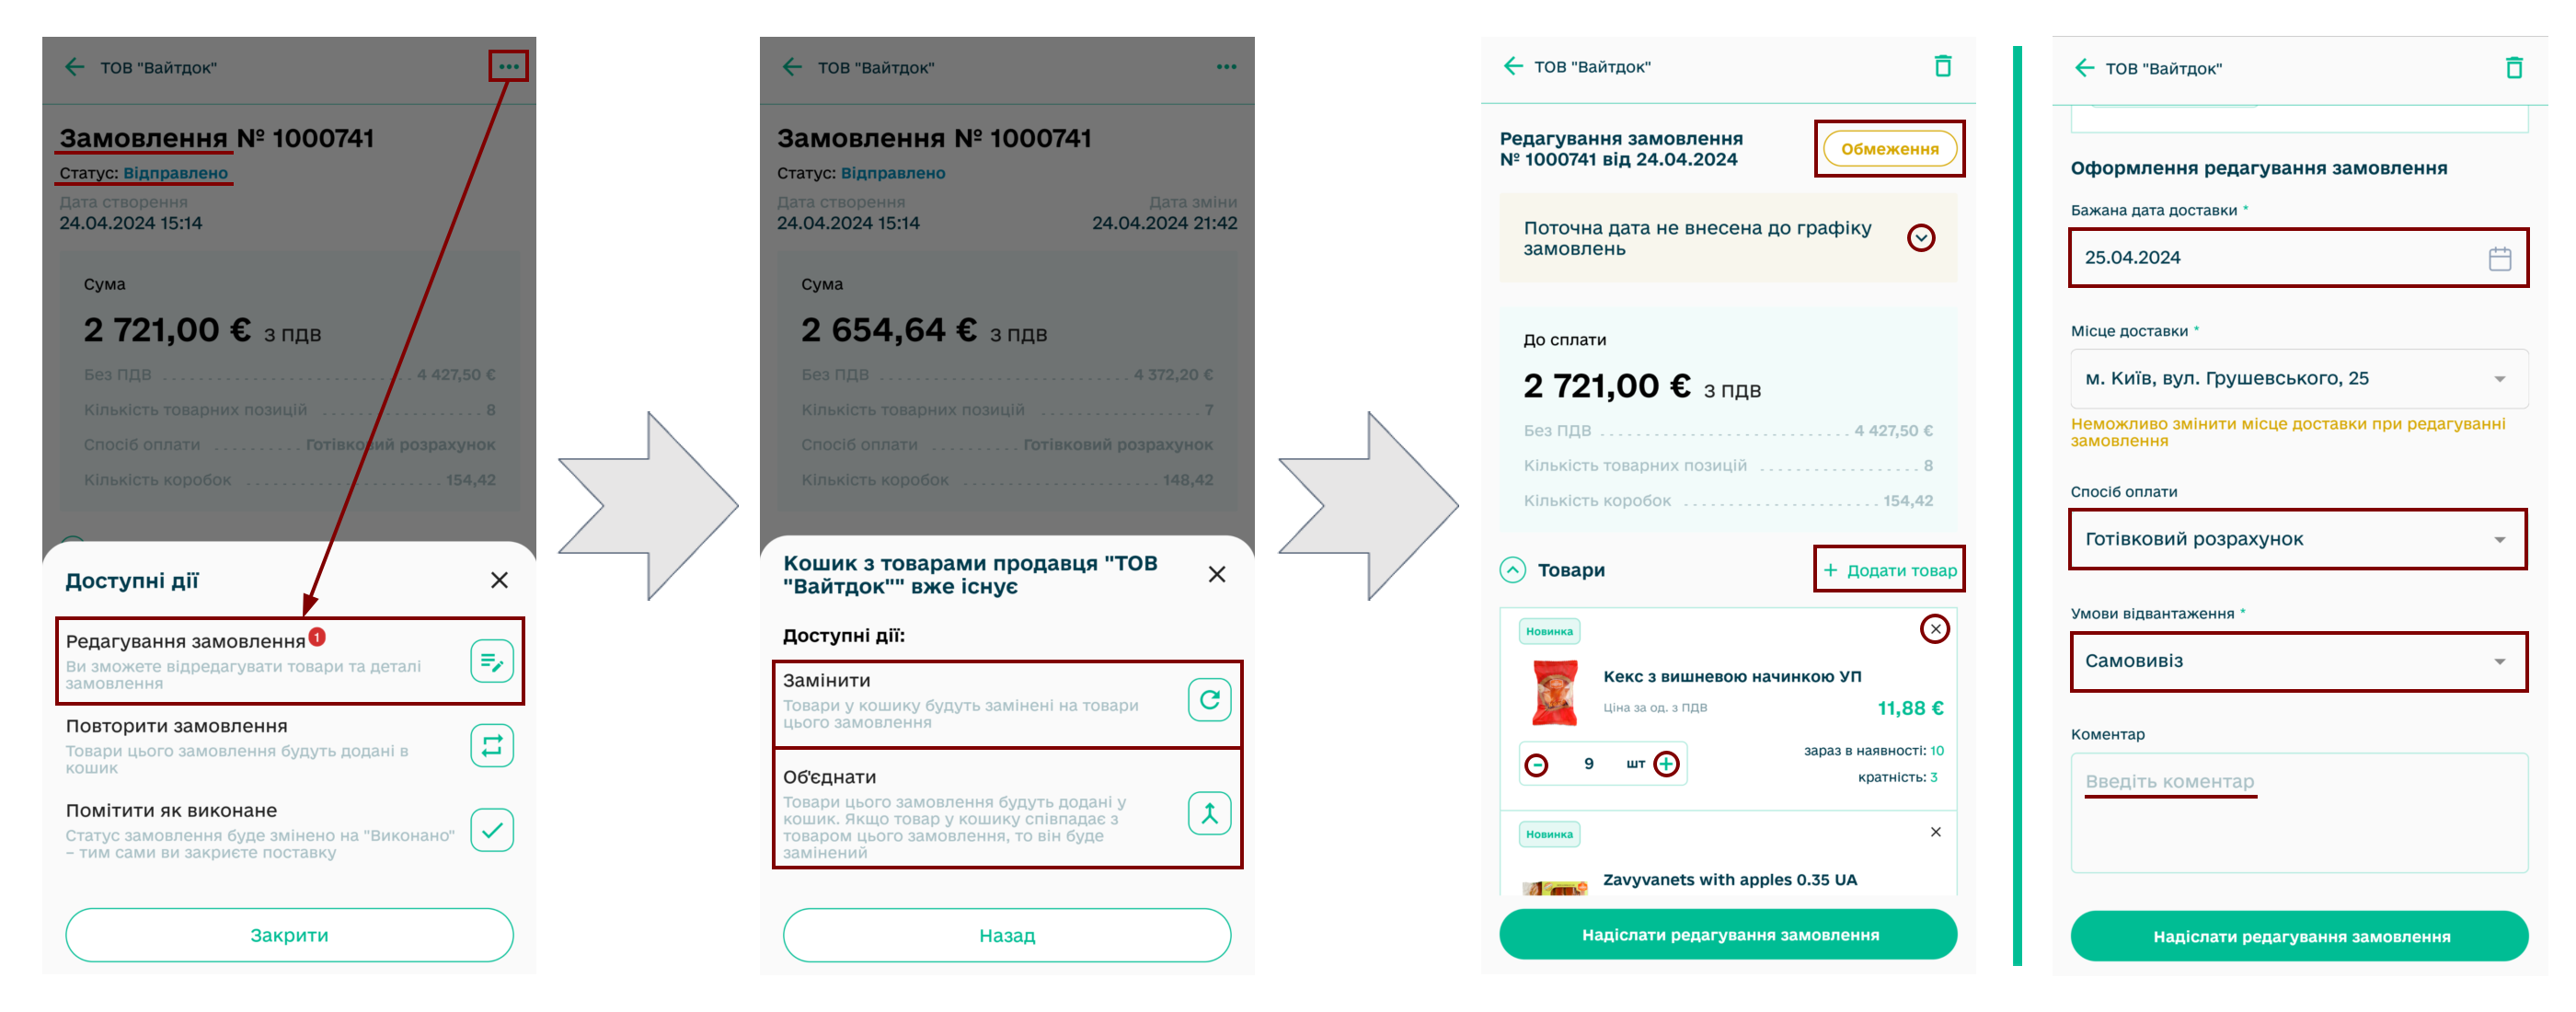 ТОВ "Вайтдок"
Замовлення № 1000741
Статус: Відправлено
Дата створення
24.04.2024 15:14
Сума
2 721,00 € з ПДВ
Без ПДВ 4 427,50 €
Кількість товарних позицій 8
Спосіб оплати Готівковий розрахунок
Кількість коробок 154,42
Доступні дії
Редагування замовлення 1
Ви зможете відредагувати товари та деталі
замовлення
Повторити замовлення
Товари цього замовлення будуть додані в
кошик
Помітити як виконане
Статус замовлення буде змінено на "Виконано"
– тим сами ви закриєте поставку
Закрити
ТОВ "Вайтдок"
Замовлення № 1000741
Статус: Відправлено
Дата створення Дата зміни
24.04.2024 15:14 24.04.2024 21:42
Сума
2 654,64 € з ПДВ
Без ПДВ 4 372,20 €
Кількість товарних позицій 7
Спосіб оплати Готівковий розрахунок
Кількість коробок 148,42
Кошик з товарами продавця "ТОВ
"Вайтдок"" вже існує
Доступні дії:
Замінити
Товари у кошику будуть замінені на товари
цього замовлення
Об'єднати
Товари цього замовлення будуть додані у
кошик. Якщо товар у кошику співпадає з
товаром цього замовлення, то він буде
замінений
Назад
ТОВ "Вайтдок"
Редагування замовлення
№ 1000741 від 24.04.2024
Обмеження
Поточна дата не внесена до графіку
замовлень
До сплати
2 721,00 € з ПДВ
Без ПДВ 4 427,50 €
Кількість товарних позицій 8
Кількість коробок 154,42
Товари + Додати товар
Новинка
Кекс з вишневою начинкою УП
Ціна за од. з ПДВ 11,88 €
зараз в наявності: 10
- 9 шт +
кратність: 3
Новинка
Zavyvanets with apples 0.35 UA
Надіслати редагування замовлення
ТОВ "Вайтдок"
Оформлення редагування замовлення
Бажана дата доставки *
25.04.2024
Місце доставки *
м. Київ, вул. Грушевського, 25
Неможливо змінити місце доставки при редагуванні
замовлення
Спосіб оплати
Готівковий розрахунок
Умови відвантаження *
Самовивіз
Коментар
Введіть коментар
Надіслати редагування замовлення